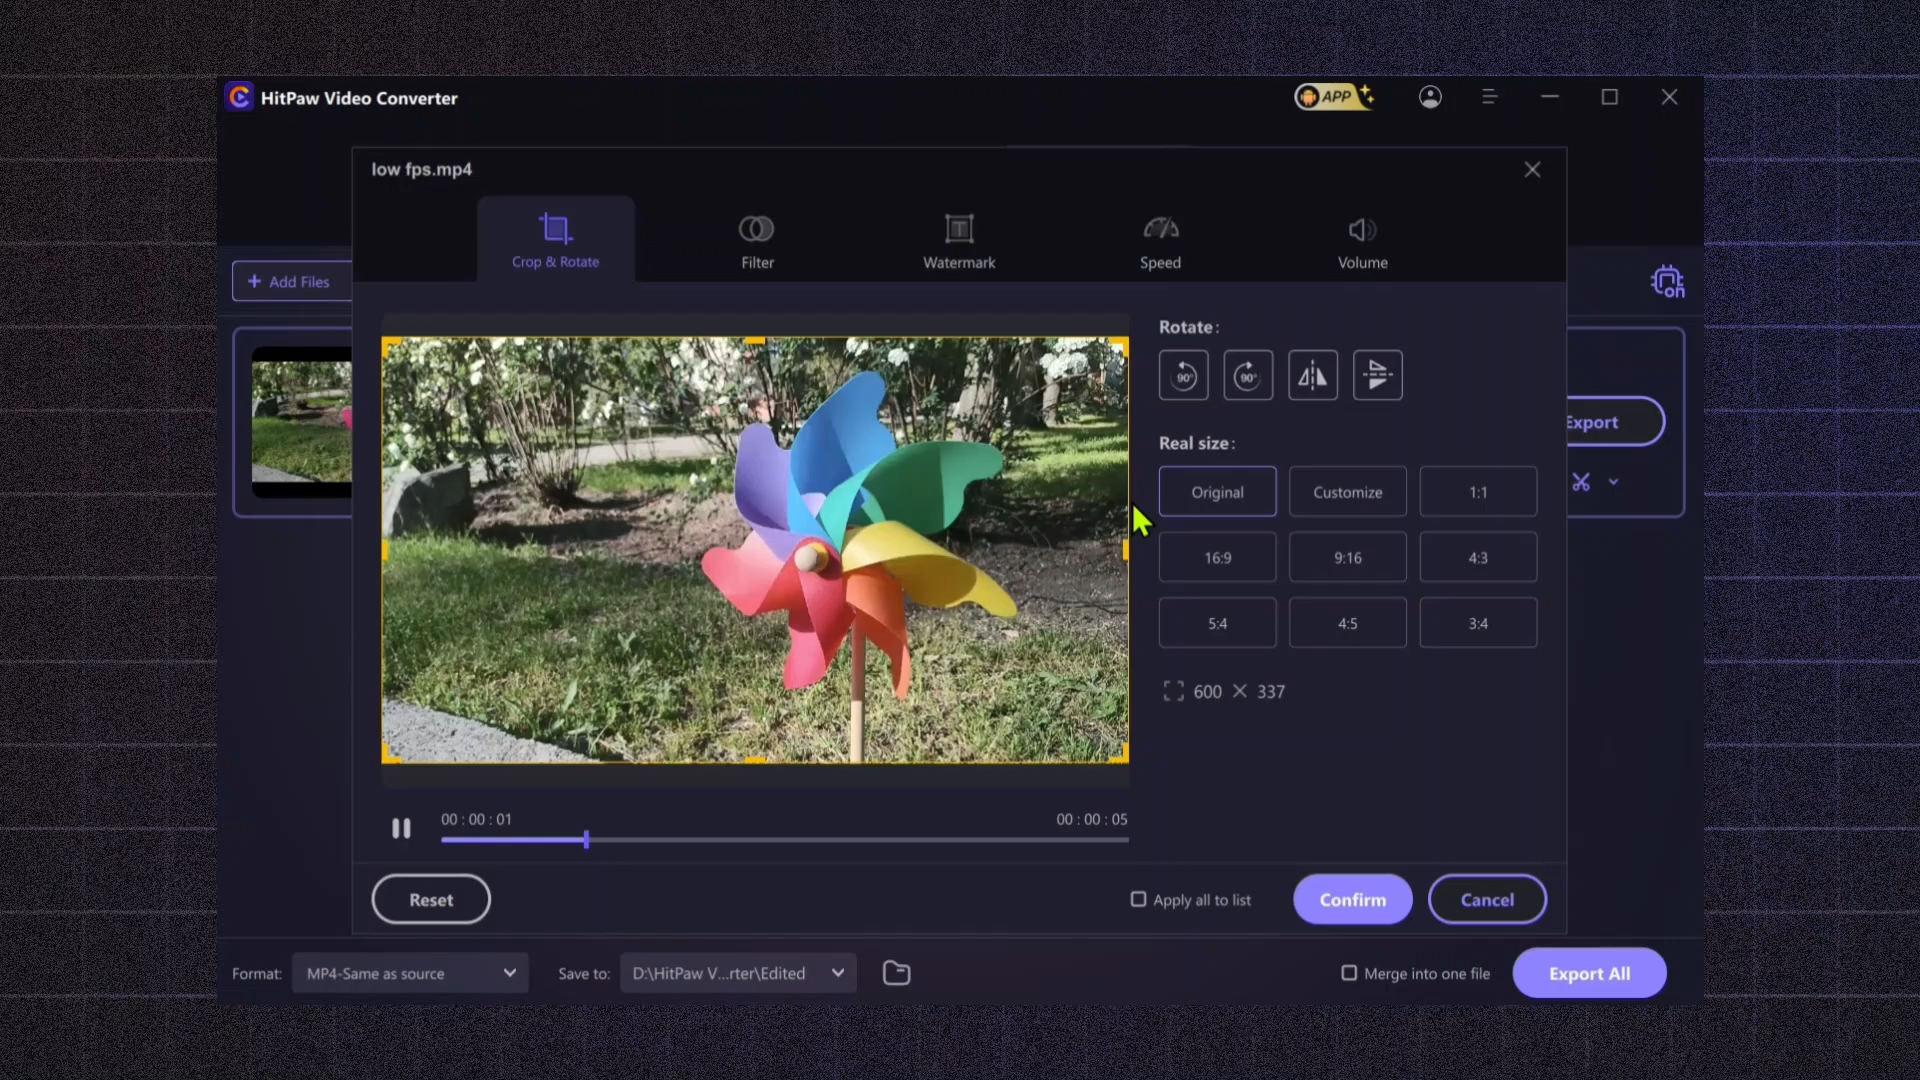 HitPaw Video Converter
APP
low fps.mp4
Crop & Rotate
Filter
Watermark
Speed
Volume
+ Add Files
on
Rotate:
90°
90°
Export
Real size:
Original
Customize
1:1
16:9
9:16
4:3
5:4
4:5
3:4
600 × 337
00 : 00 : 01
00 : 00 : 05
Reset
Apply all to list
Confirm
Cancel
Format:
MP4-Same as source
Save to:
D:\HitPaw V...rter\Edited
Merge into one file
Export All